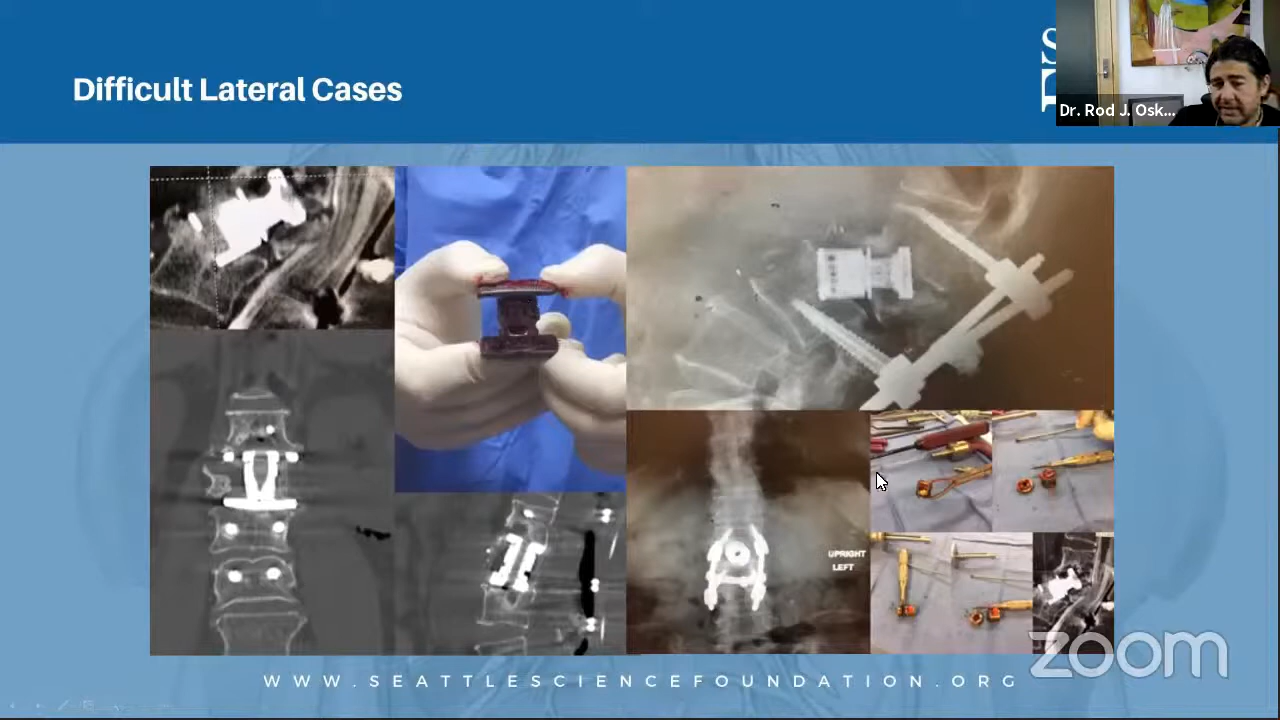 Difficult Lateral Cases
Dr. Rod J. Osk...
UPRIGHT
LEFT
zoom
WWW.SEATTLESCIENCEFOUNDATION.ORG